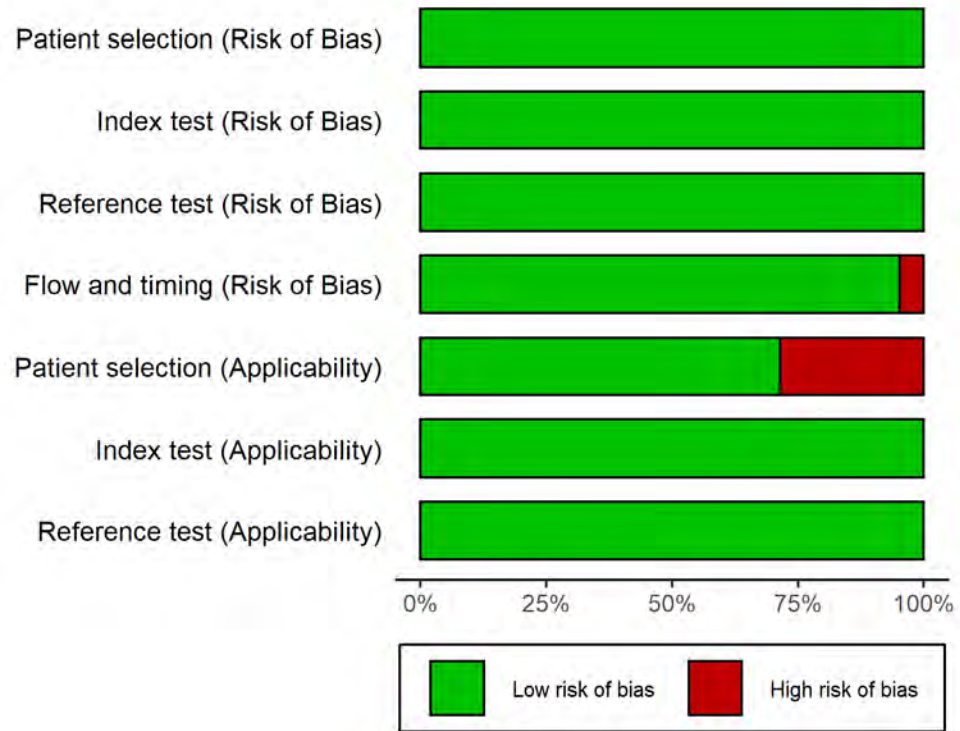 Patient selection (Risk of Bias)
Index test (Risk of Bias)
Reference test (Risk of Bias)
Flow and timing (Risk of Bias)
Patient selection (Applicability)
Index test (Applicability)
Reference test (Applicability)
0% 25% 50% 75% 100%
Low risk of bias High risk of bias